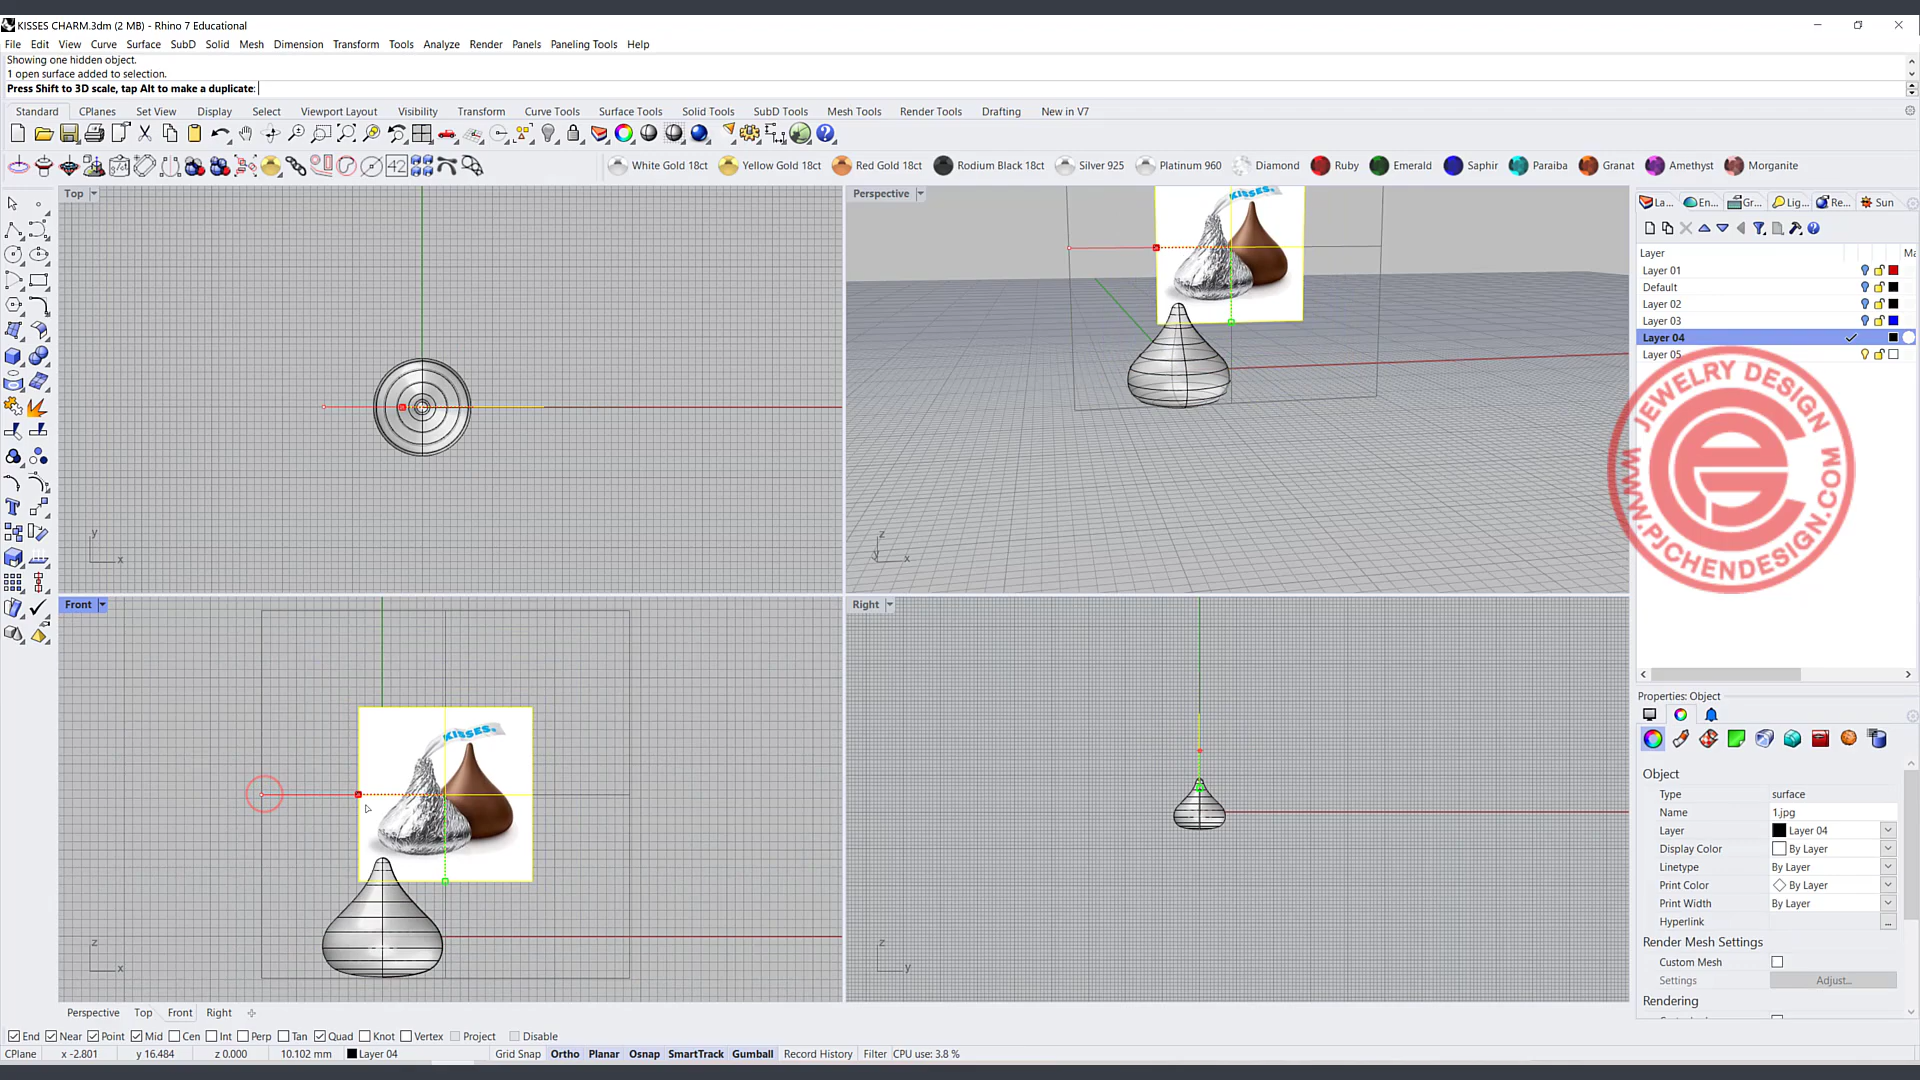 KISSES CHARM.3dm (2 MB) - Rhino 7 Educational
File Edit View Curve Surface SubD Solid Mesh Dimension Transform Tools Analyze Render Panels Paneling Tools Help
Showing one hidden object.
1 open surface added to selection.
Press Shift to 3D scale, tap Alt to make a duplicate:
Standard CPlanes Set View Display Select Viewport Layout Visibility Transform Curve Tools Surface Tools Solid Tools SubD Tools Mesh Tools Render Tools Drafting New in V7
42 White Gold 18ct Yellow Gold 18ct Red Gold 18ct Rodium Black 18ct Silver 925 Platinum 960 Diamond Ruby Emerald Saphir Paraiba Granat Amethyst Morganite
Top
Perspective
La... En... Gr... Lig... Re... Sun
KISSES.
Layer Ma
Layer 01
Default
Layer 02
Layer 03
Layer 04
Layer 05
JEWELRY DESIGN
WWW.PJCHENDESIGN.COM
y
x
z
y
x
Front
Right
KISSES.
z
x
z
y
Properties: Object
Object
Type surface
Name 1.jpg
Layer Layer 04
Display Color By Layer
Linetype By Layer
Print Color By Layer
Print Width By Layer
Hyperlink ...
Render Mesh Settings
Custom Mesh
Settings Adjust...
Rendering
Perspective Top Front Right
End Near Point Mid Cen Int Perp Tan Quad Knot Vertex Project Disable
CPlane x -2.801 y 16.484 z 0.000 10.102 mm Layer 04 Grid Snap Ortho Planar Osnap SmartTrack Gumball Record History Filter CPU use: 3.8 %